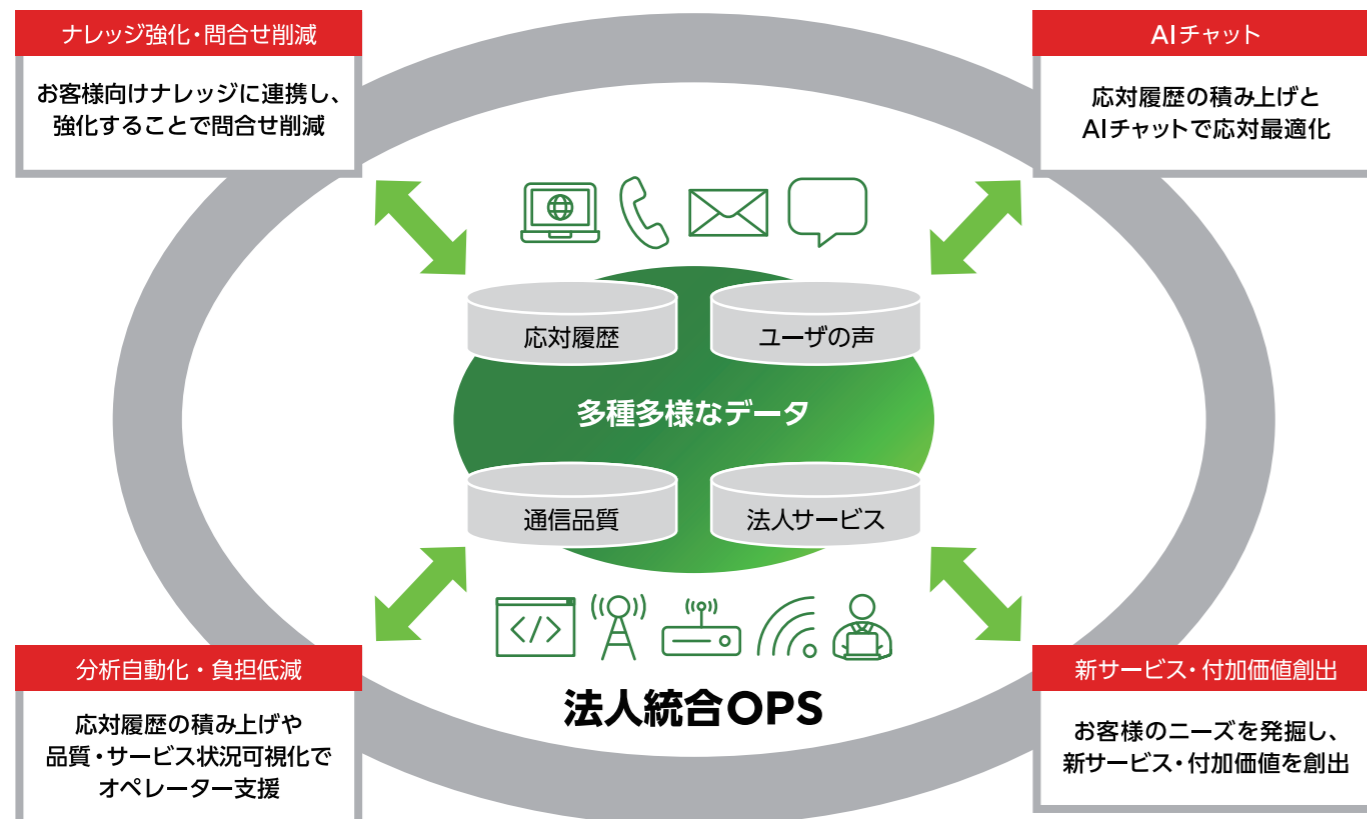 ナレッジ強化・問合せ削減
お客様向けナレッジに連携し、
強化することで問合せ削減
AIチャット
応対履歴の積み上げと
AIチャットで応対最適化
応対履歴
ユーザの声
多種多様なデータ
通信品質
法人サービス
</>
法人統合OPS
分析自動化・負担低減
応対履歴の積み上げや
品質・サービス状況可視化で
オペレーター支援
新サービス・付加価値創出
お客様のニーズを発掘し、
新サービス・付加価値を創出